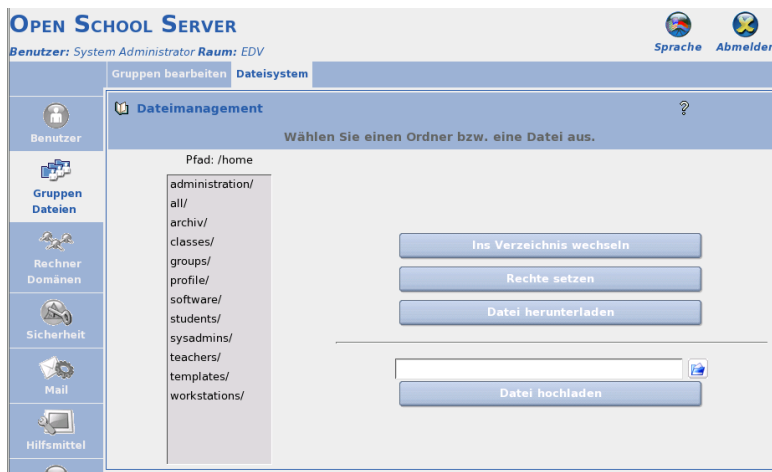 OPEN SCHOOL SERVER
Benutzer: System Administrator Raum: EDV
Sprache
Abmelden
Gruppen bearbeiten Dateisystem
Benutzer
Gruppen
Dateien
Rechner
Domänen
Sicherheit
Mail
Hilfsmittel
Dateimanagement
Wählen Sie einen Ordner bzw. eine Datei aus.
Pfad: /home
administration/
all/
archiv/
classes/
groups/
profile/
software/
students/
sysadmins/
teachers/
templates/
workstations/
Ins Verzeichnis wechseln
Rechte setzen
Datei herunterladen
Datei hochladen